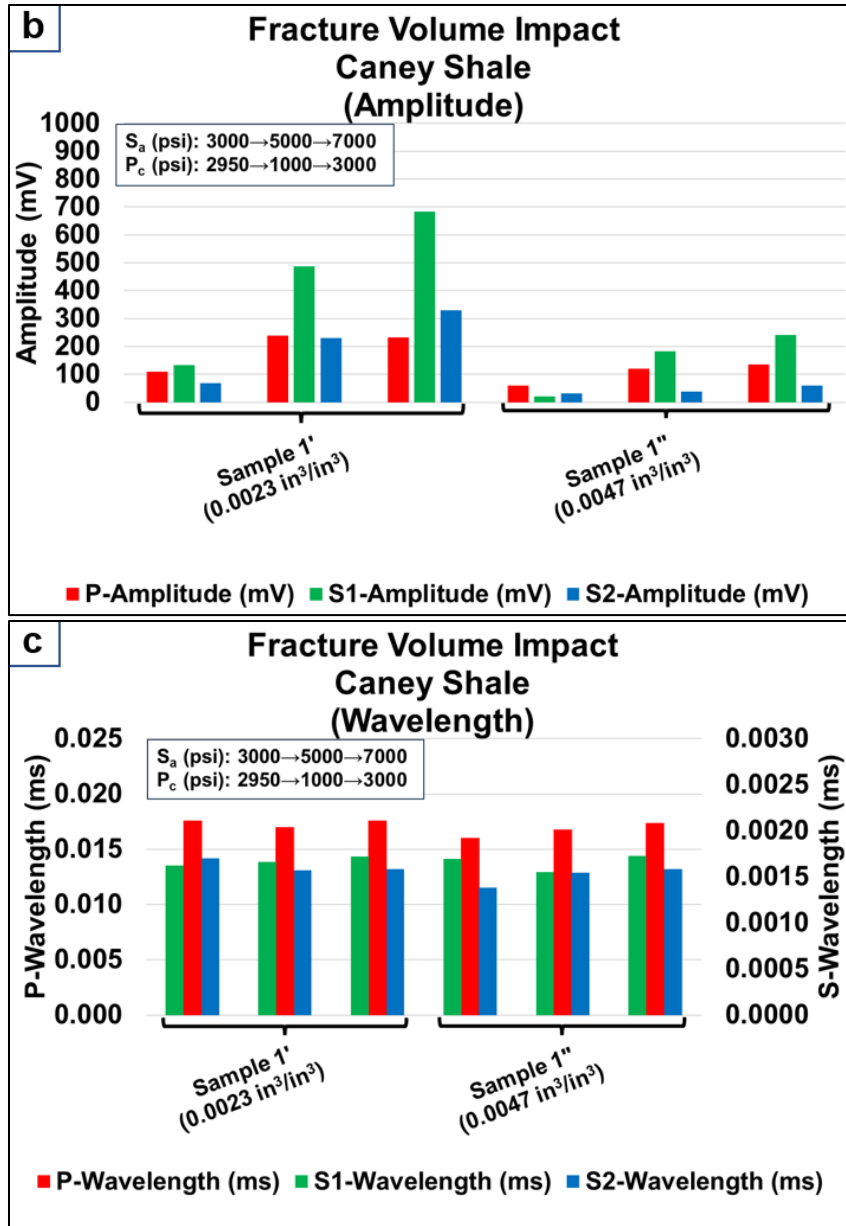 b
Fracture Volume Impact
Caney Shale
(Amplitude)
Sₐ (psi): 3000→5000→7000
P꜀ (psi): 2950→1000→3000
Amplitude (mV)
1000
900
800
700
600
500
400
300
200
100
0
Sample 1'
(0.0023 in³/in³)
Sample 1"
(0.0047 in³/in³)
P-Amplitude (mV) S1-Amplitude (mV) S2-Amplitude (mV)
c
Fracture Volume Impact
Caney Shale
(Wavelength)
Sₐ (psi): 3000→5000→7000
P꜀ (psi): 2950→1000→3000
P-Wavelength (ms)
0.025
0.020
0.015
0.010
0.005
0.000
0.0030
0.0025
0.0020
0.0015
0.0010
0.0005
0.0000
S-Wavelength (ms)
Sample 1'
(0.0023 in³/in³)
Sample 1"
(0.0047 in³/in³)
P-Wavelength (ms) S1-Wavelength (ms) S2-Wavelength (ms)